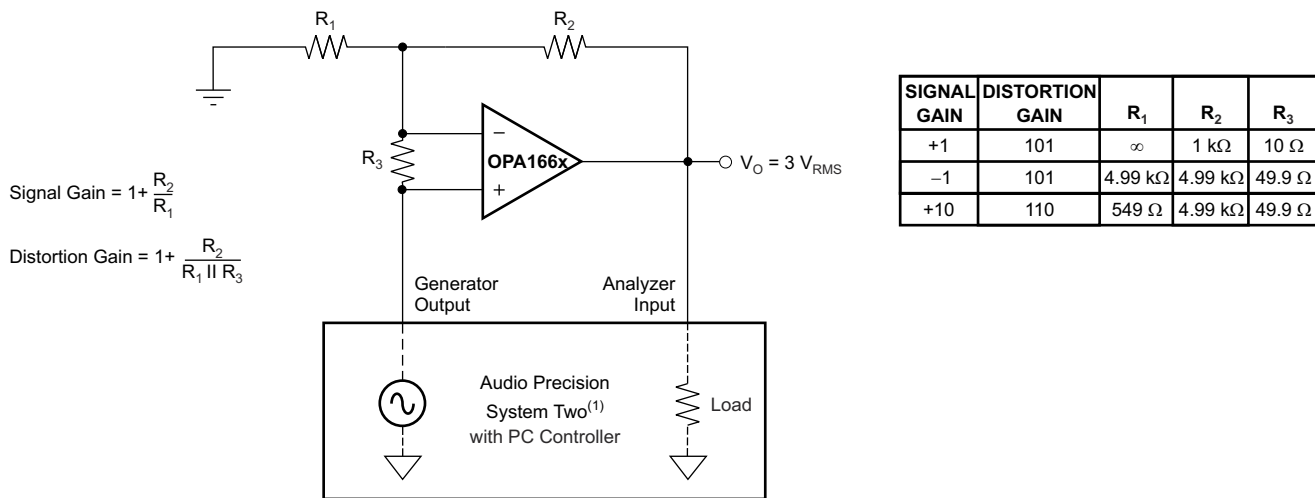 R1
R2
R3
−
OPA166x
+
VO = 3 VRMS
Signal Gain = 1+ R2/R1
Distortion Gain = 1+ R2/(R1 II R3)
Generator
Output
Analyzer
Input
Audio Precision
System Two(1)
with PC Controller
Load
SIGNAL GAIN DISTORTION GAIN R1 R2 R3
+1 101 ∞ 1 kΩ 10 Ω
−1 101 4.99 kΩ 4.99 kΩ 49.9 Ω
+10 110 549 Ω 4.99 kΩ 49.9 Ω